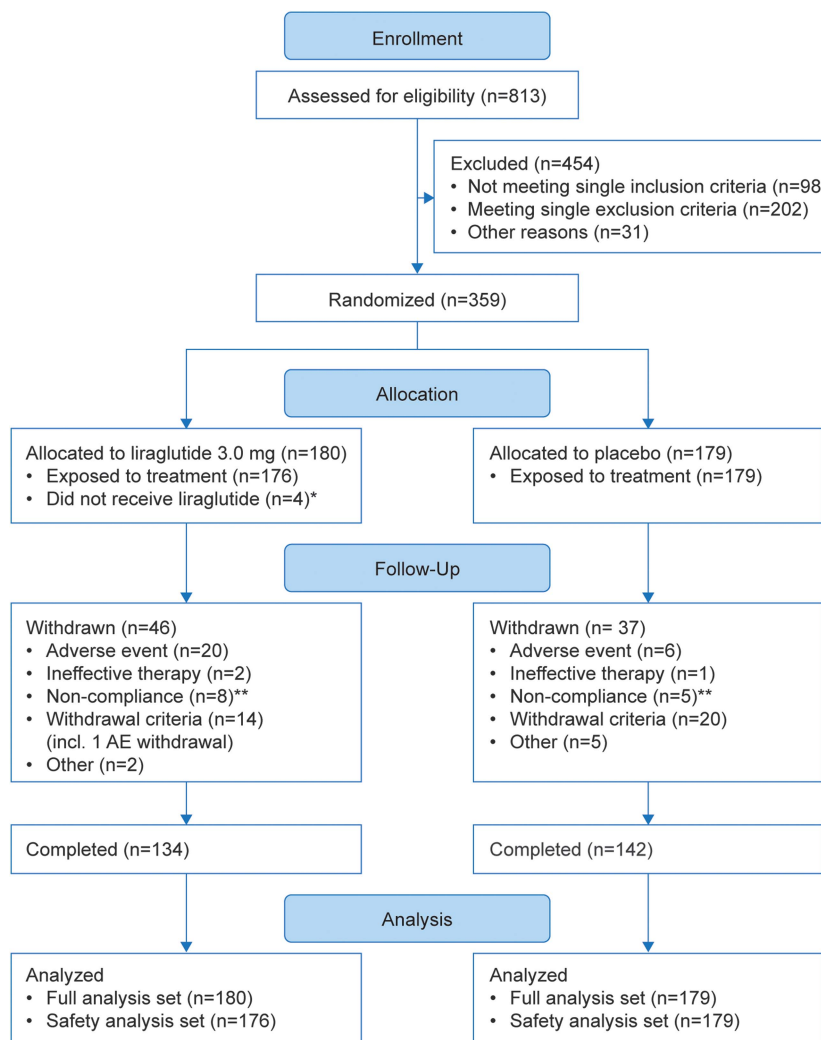 Enrollment
Assessed for eligibility (n=813)
Excluded (n=454)
• Not meeting single inclusion criteria (n=98
• Meeting single exclusion criteria (n=202)
• Other reasons (n=31)
Randomized (n=359)
Allocation
Allocated to liraglutide 3.0 mg (n=180)
• Exposed to treatment (n=176)
• Did not receive liraglutide (n=4)*
Allocated to placebo (n=179)
• Exposed to treatment (n=179)
Follow-Up
Withdrawn (n=46)
• Adverse event (n=20)
• Ineffective therapy (n=2)
• Non-compliance (n=8)**
• Withdrawal criteria (n=14)
(incl. 1 AE withdrawal)
• Other (n=2)
Withdrawn (n= 37)
• Adverse event (n=6)
• Ineffective therapy (n=1)
• Non-compliance (n=5)**
• Withdrawal criteria (n=20)
• Other (n=5)
Completed (n=134)
Completed (n=142)
Analysis
Analyzed
• Full analysis set (n=180)
• Safety analysis set (n=176)
Analyzed
• Full analysis set (n=179)
• Safety analysis set (n=179)